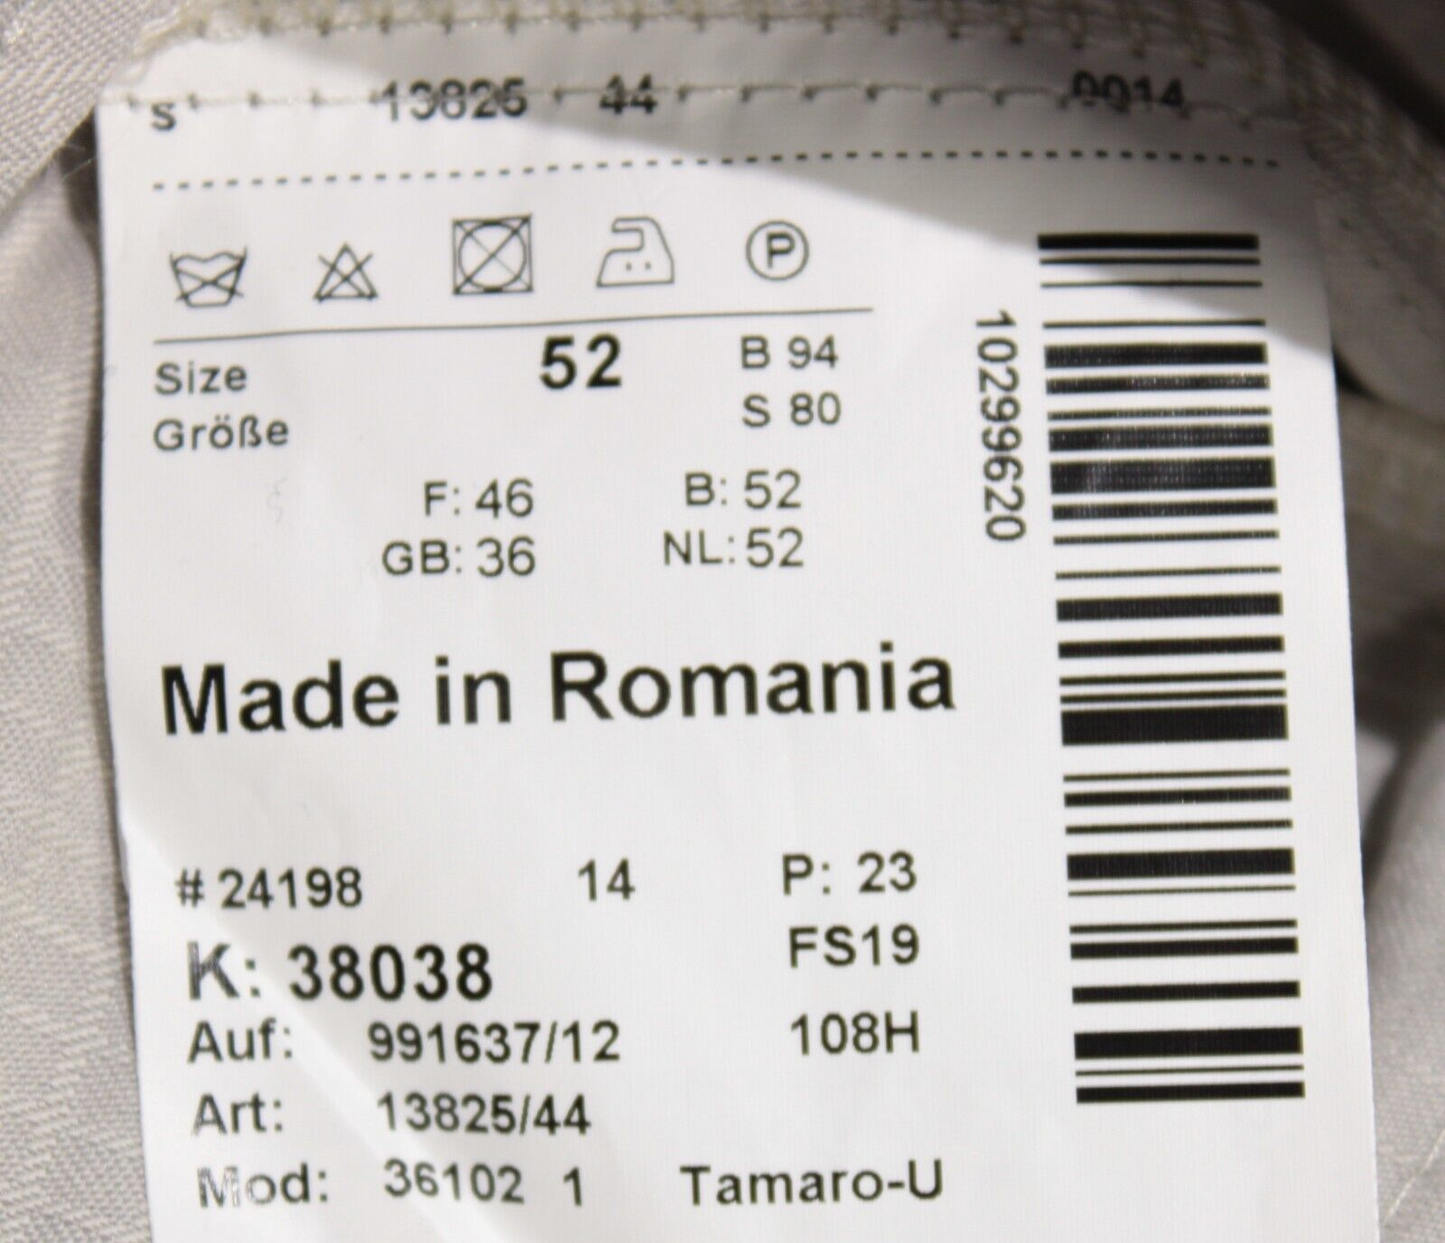 s 13825 44 0014
P
Size 52 B 94
Größe S 80
F: 46 B: 52
GB: 36 NL: 52
Made in Romania
# 24198 14 P: 23
K: 38038 FS19
Auf: 991637/12 108H
Art: 13825/44
Mod: 36102 1 Tamaro-U
10299620